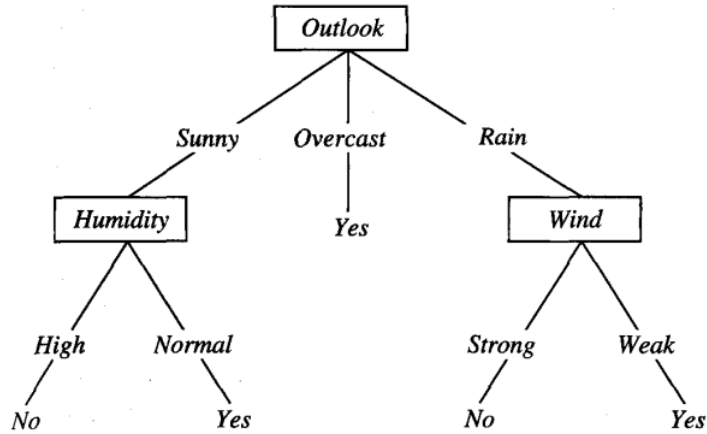 Outlook
Sunny Overcast Rain
Humidity Yes Wind
High Normal Strong Weak
No Yes No Yes